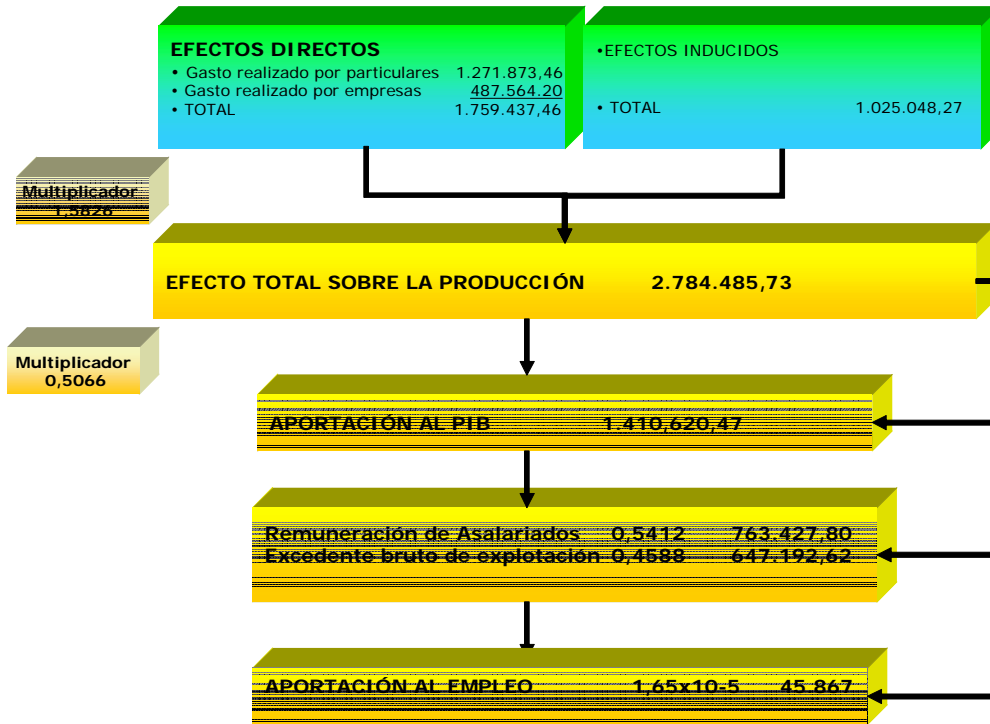 EFECTOS DIRECTOS
• Gasto realizado por particulares 1.271.873,46
• Gasto realizado por empresas 487.564.20
• TOTAL 1.759.437,46
•EFECTOS INDUCIDOS
• TOTAL 1.025.048,27
Multiplicador
1,5826
EFECTO TOTAL SOBRE LA PRODUCCIÓN 2.784.485,73
Multiplicador
0,5066
APORTACIÓN AL PIB 1.410,620,47
Remuneración de Asalariados 0,5412 763.427,80
Excedente bruto de explotación 0,4588 647.192,62
APORTACIÓN AL EMPLEO 1,65x10-5 45.867